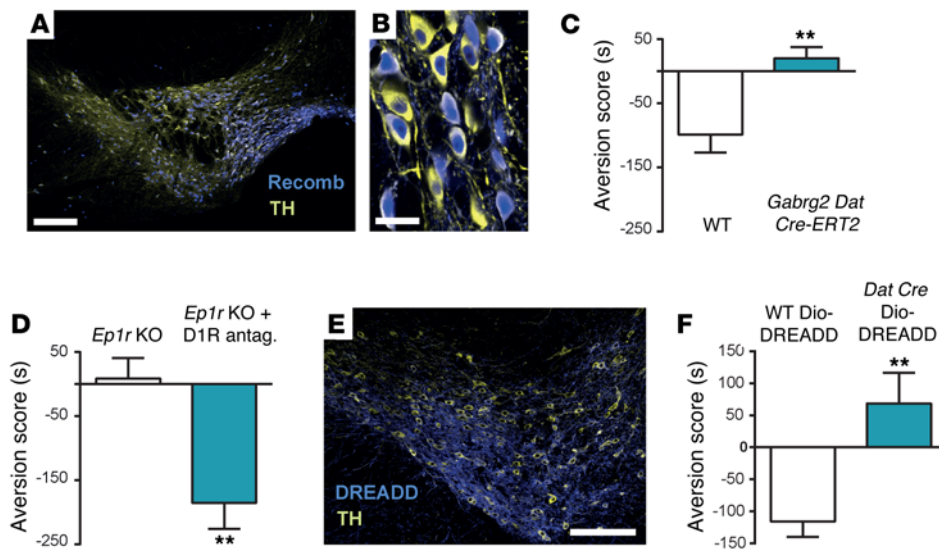 A
Recomb
TH
B
C
Aversion score (s)
50
-50
-150
-250
**
WT
Gabrg2 Dat
Cre-ERT2
D
Aversion score (s)
50
-50
-150
-250
Ep1r KO
Ep1r KO +
D1R antag.
**
E
DREADD
TH
F
Aversion score (s)
150
100
50
0
-50
-100
-150
WT Dio-
DREADD
Dat Cre
Dio-
DREADD
**